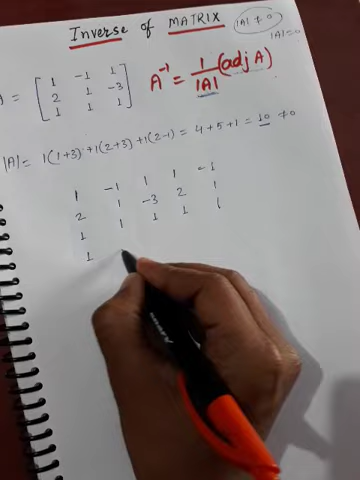 Inverse of MATRIX |A| ≠ 0
|A|=0
= [ 1 -1 1
2 1 -3
1 1 1 ]
A⁻¹ = 1/|A| (adj A)
|A| = 1(1+3) +1(2+3) +1(2-1) = 4+5+1 = 10 ≠0
1 -1 1 1 -1
2 1 -3 2 1
1 1 1 1 1
1